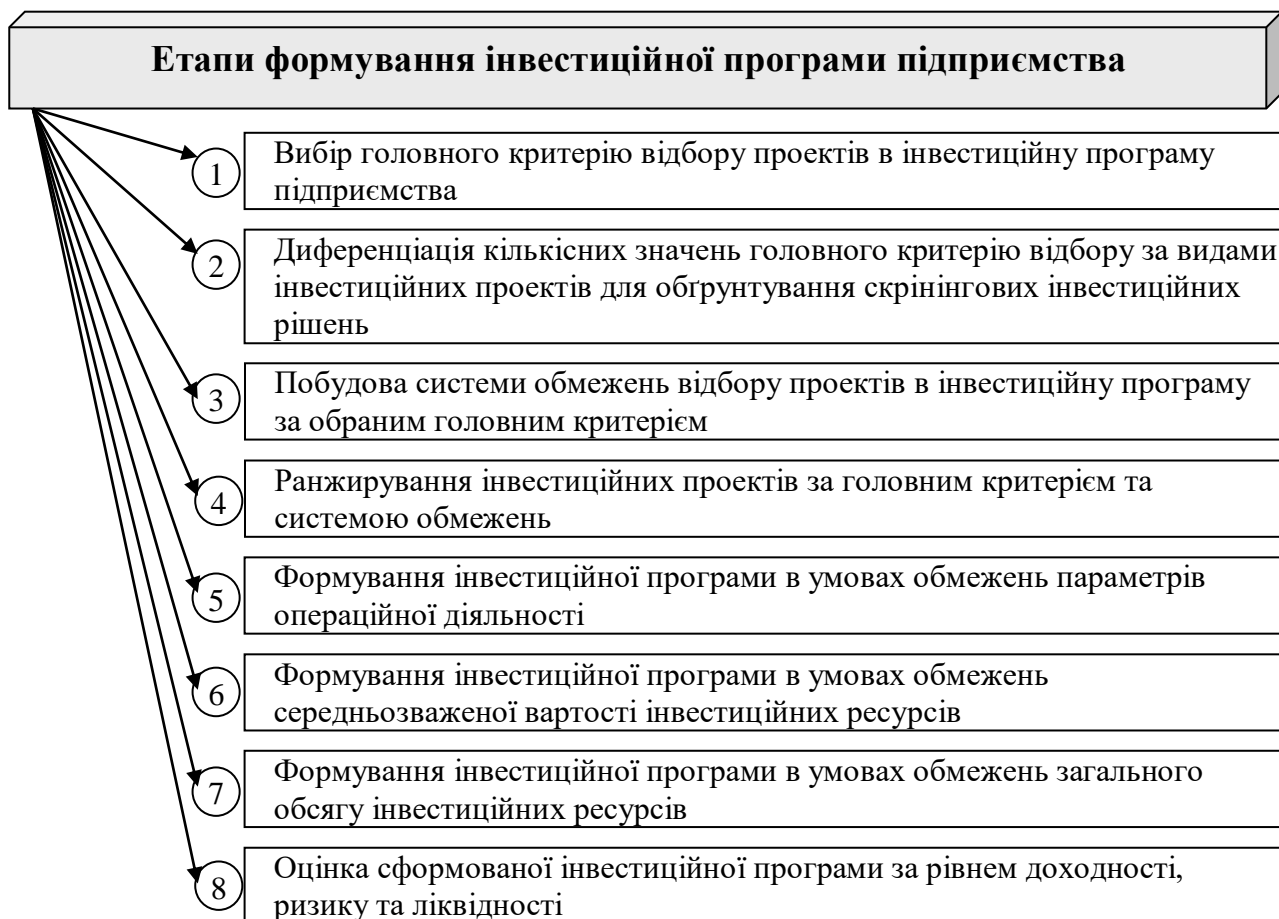 Етапи формування інвестиційної програми підприємства
1
Вибір головного критерію відбору проектів в інвестиційну програму
підприємства
2
Диференціація кількісних значень головного критерію відбору за видами
інвестиційних проектів для обґрунтування скрінінгових інвестиційних
рішень
3
Побудова системи обмежень відбору проектів в інвестиційну програму
за обраним головним критерієм
4
Ранжирування інвестиційних проектів за головним критерієм та
системою обмежень
5
Формування інвестиційної програми в умовах обмежень параметрів
операційної діяльності
6
Формування інвестиційної програми в умовах обмежень
середньозваженої вартості інвестиційних ресурсів
7
Формування інвестиційної програми в умовах обмежень загального
обсягу інвестиційних ресурсів
8
Оцінка сформованої інвестиційної програми за рівнем доходності,
ризику та ліквідності